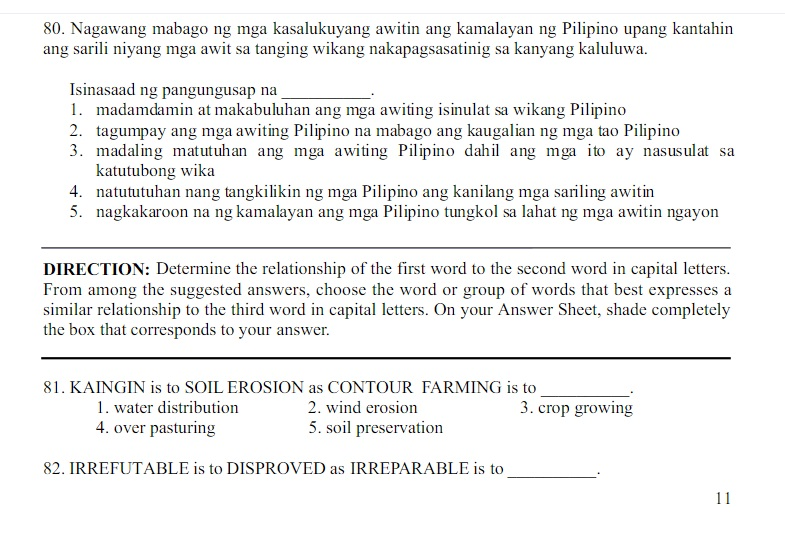 80. Nagawang mabago ng mga kasalukuyang awitin ang kamalayan ng Pilipino upang kantahin
ang sarili niyang mga awit sa tanging wikang nakapagsasatinig sa kanyang kaluluwa.
Isinasaad ng pangungusap na __________.
1. madamdamin at makabuluhan ang mga awiting isinulat sa wikang Pilipino
2. tagumpay ang mga awiting Pilipino na mabago ang kaugalian ng mga tao Pilipino
3. madaling matutuhan ang mga awiting Pilipino dahil ang mga ito ay nasusulat sa
katutubong wika
4. natututuhan nang tangkilikin ng mga Pilipino ang kanilang mga sariling awitin
5. nagkakaroon na ng kamalayan ang mga Pilipino tungkol sa lahat ng mga awitin ngayon
DIRECTION: Determine the relationship of the first word to the second word in capital letters.
From among the suggested answers, choose the word or group of words that best expresses a
similar relationship to the third word in capital letters. On your Answer Sheet, shade completely
the box that corresponds to your answer.
81. KAINGIN is to SOIL EROSION as CONTOUR FARMING is to __________.
1. water distribution 2. wind erosion 3. crop growing
4. over pasturing 5. soil preservation
82. IRREFUTABLE is to DISPROVED as IRREPARABLE is to __________.
11